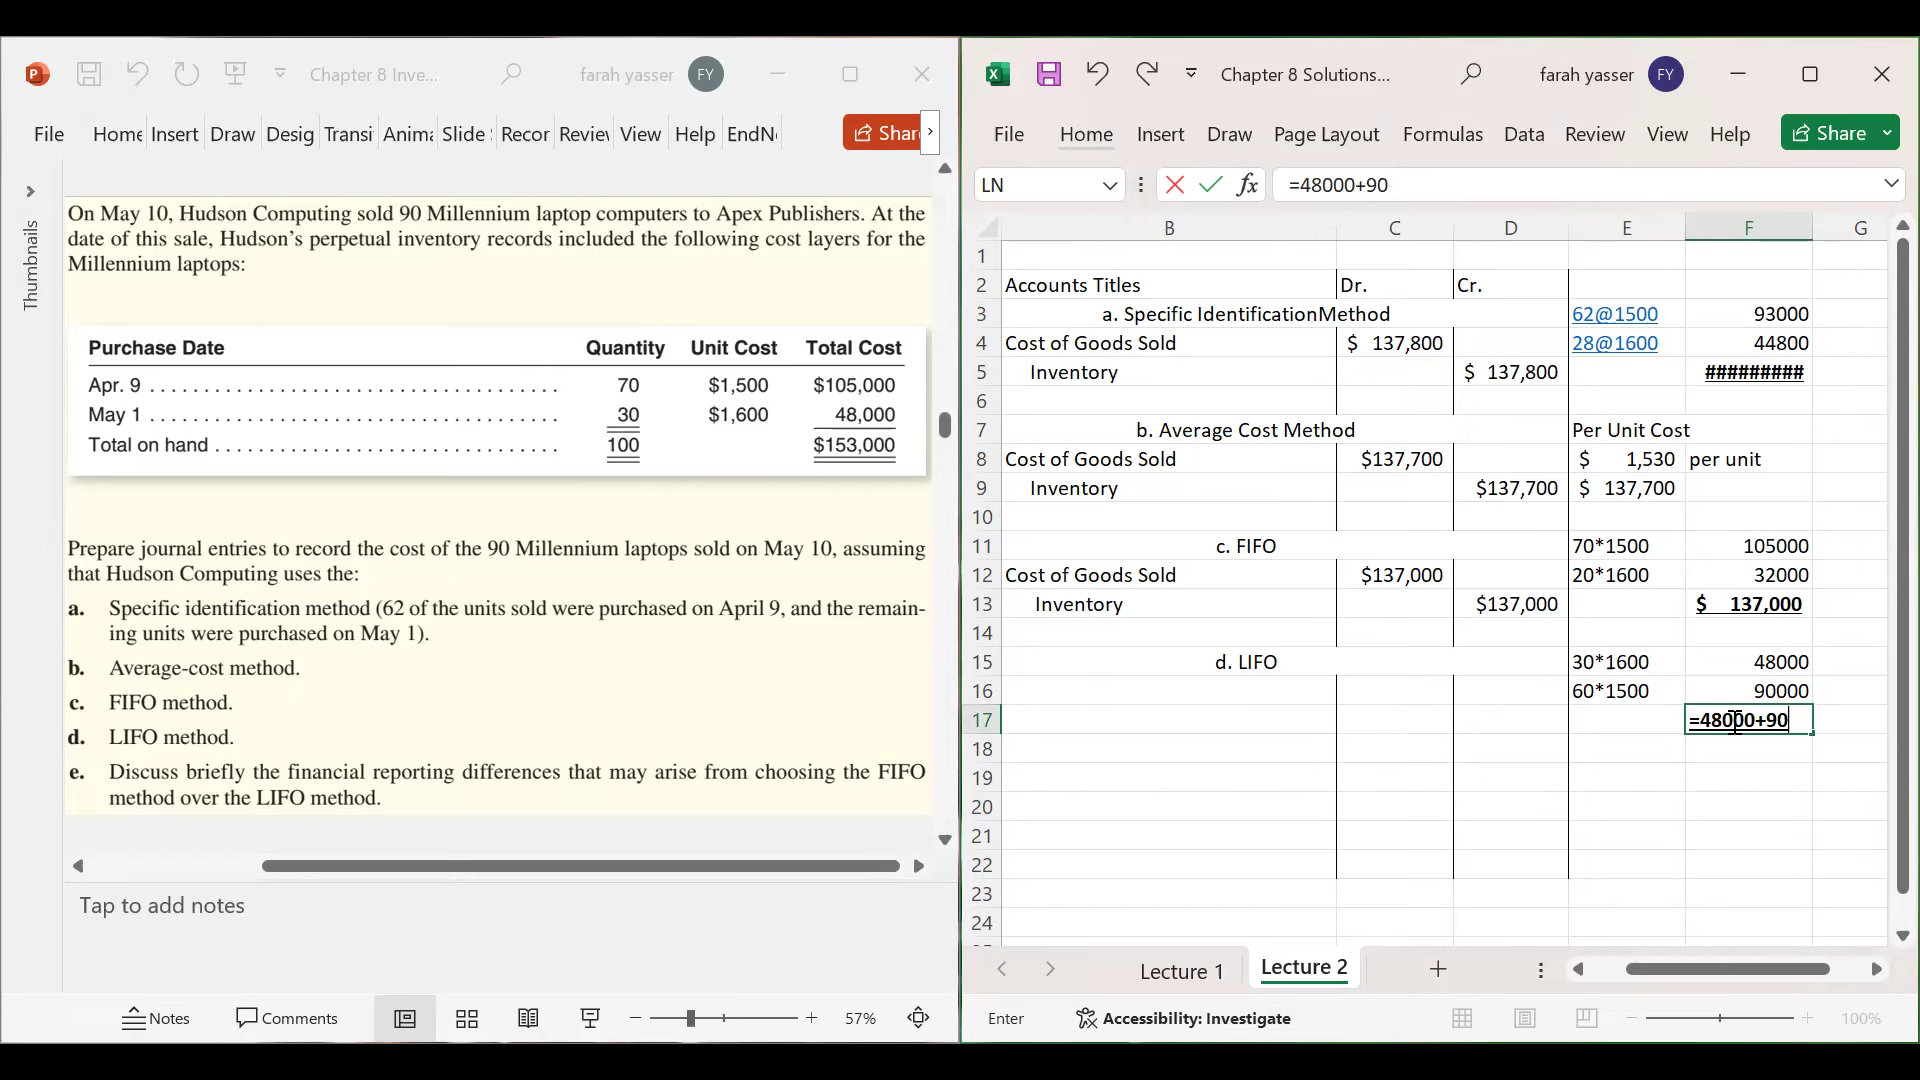 Chapter 8 Inve...
farah yasser
FY
File Home Insert Draw Desig Transi Anima Slide Recor Review View Help EndN Shar
Thumbnails
On May 10, Hudson Computing sold 90 Millennium laptop computers to Apex Publishers. At the
date of this sale, Hudson's perpetual inventory records included the following cost layers for the
Millennium laptops:
Purchase Date Quantity Unit Cost Total Cost
Apr. 9 70 $1,500 $105,000
May 1 30 $1,600 48,000
Total on hand 100 $153,000
Prepare journal entries to record the cost of the 90 Millennium laptops sold on May 10, assuming
that Hudson Computing uses the:
a. Specific identification method (62 of the units sold were purchased on April 9, and the remain-
ing units were purchased on May 1).
b. Average-cost method.
c. FIFO method.
d. LIFO method.
e. Discuss briefly the financial reporting differences that may arise from choosing the FIFO
method over the LIFO method.
Tap to add notes
Notes Comments 57%
Chapter 8 Solutions...
farah yasser
FY
File Home Insert Draw Page Layout Formulas Data Review View Help Share
LN fx =48000+90
B C D E F G
1
2 Accounts Titles Dr. Cr.
3 a. Specific IdentificationMethod 62@1500 93000
4 Cost of Goods Sold $ 137,800 28@1600 44800
5 Inventory $ 137,800 #########
6
7 b. Average Cost Method Per Unit Cost
8 Cost of Goods Sold $137,700 $ 1,530 per unit
9 Inventory $137,700 $ 137,700
10
11 c. FIFO 70*1500 105000
12 Cost of Goods Sold $137,000 20*1600 32000
13 Inventory $137,000 $ 137,000
14
15 d. LIFO 30*1600 48000
16 60*1500 90000
17 =48000+90
18
19
20
21
22
23
24
Lecture 1 Lecture 2
Enter Accessibility: Investigate 100%